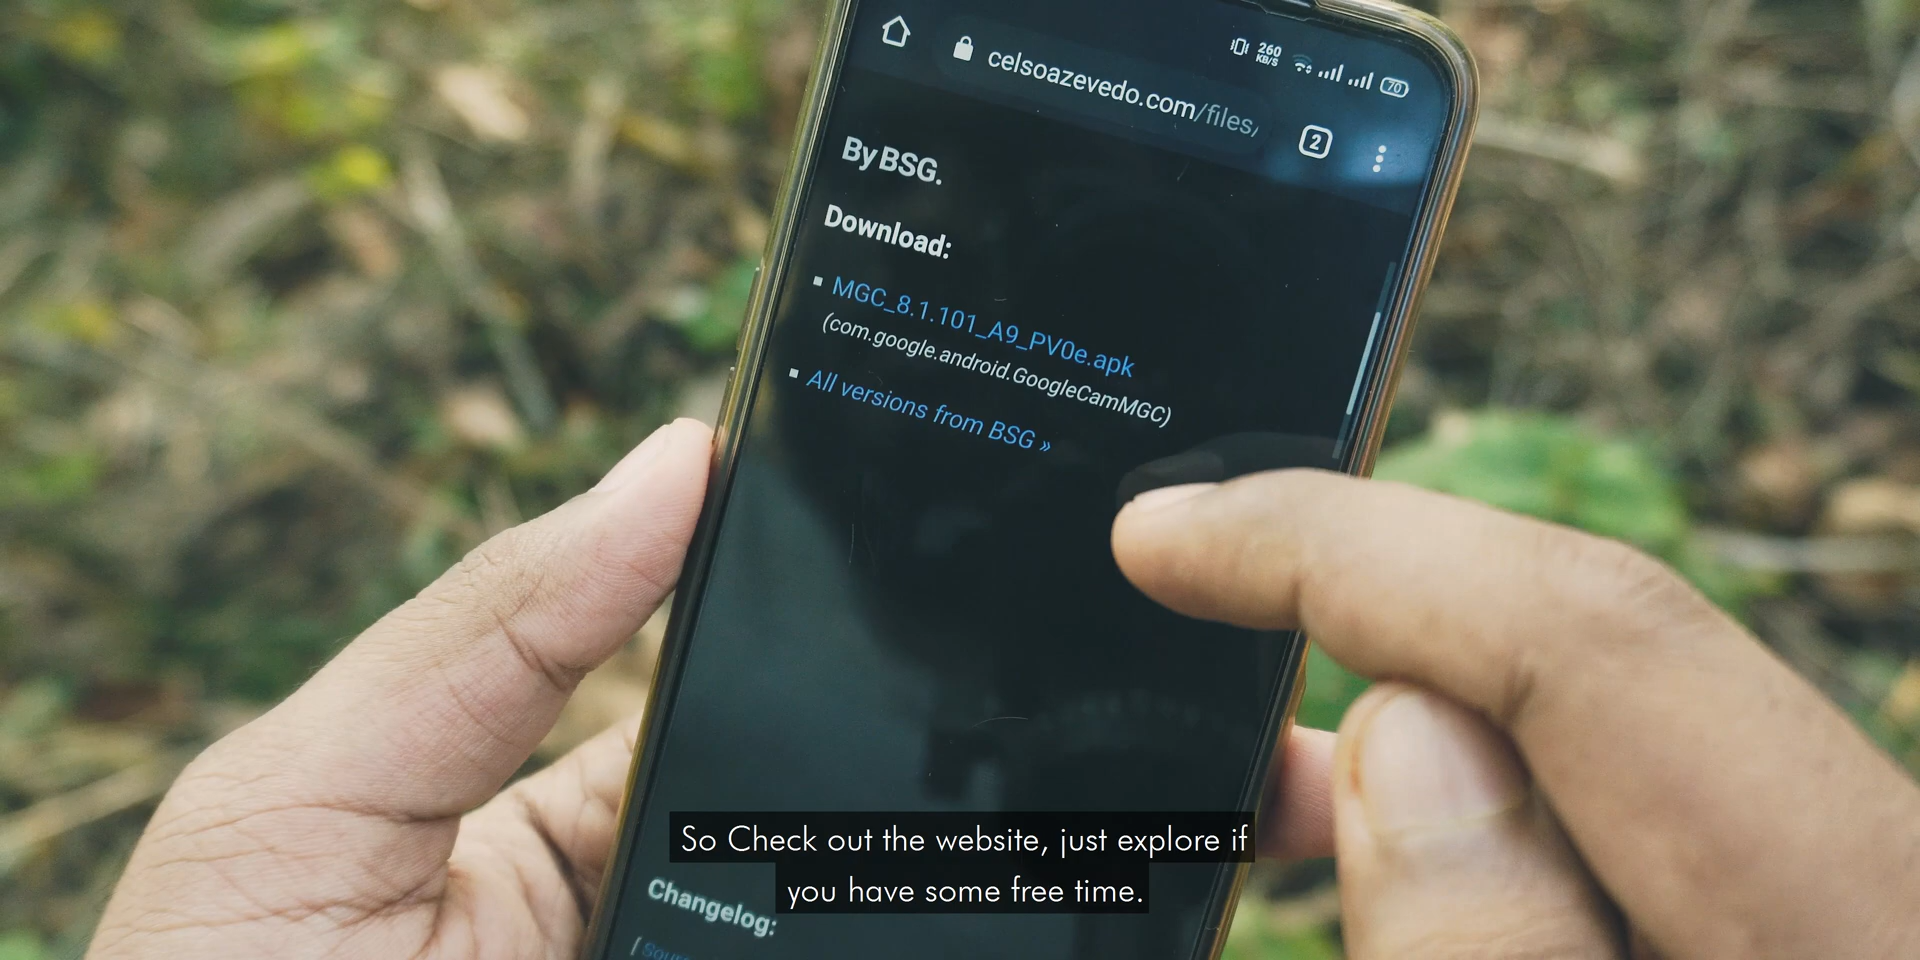 260
KB/S
70
celsoazevedo.com/files/
2
By BSG.
Download:
▪ MGC_8.1.101_A9_PV0e.apk
(com.google.android.GoogleCamMGC)
▪ All versions from BSG »
So Check out the website, just explore if
you have some free time.
Changelog: